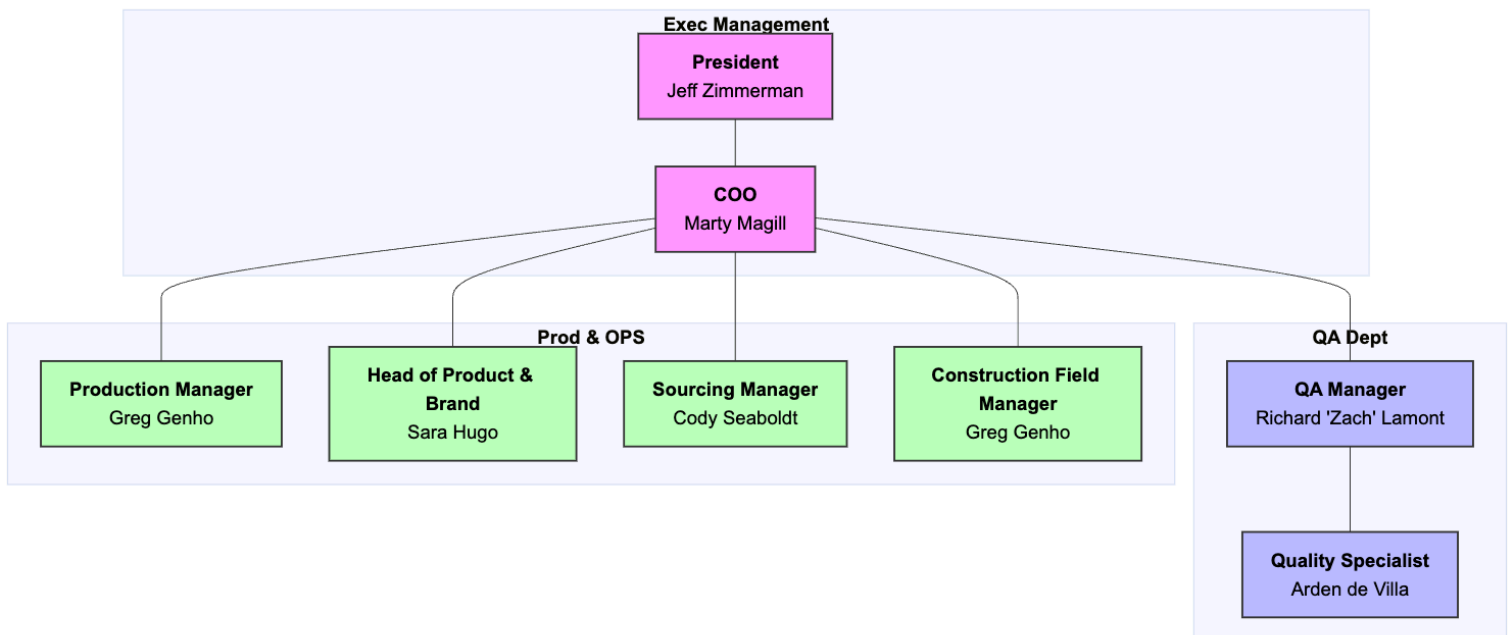 Exec Management
President
Jeff Zimmerman
COO
Marty Magill
Prod & OPS
Production Manager
Greg Genho
Head of Product &
Brand
Sara Hugo
Sourcing Manager
Cody Seaboldt
Construction Field
Manager
Greg Genho
QA Dept
QA Manager
Richard 'Zach' Lamont
Quality Specialist
Arden de Villa